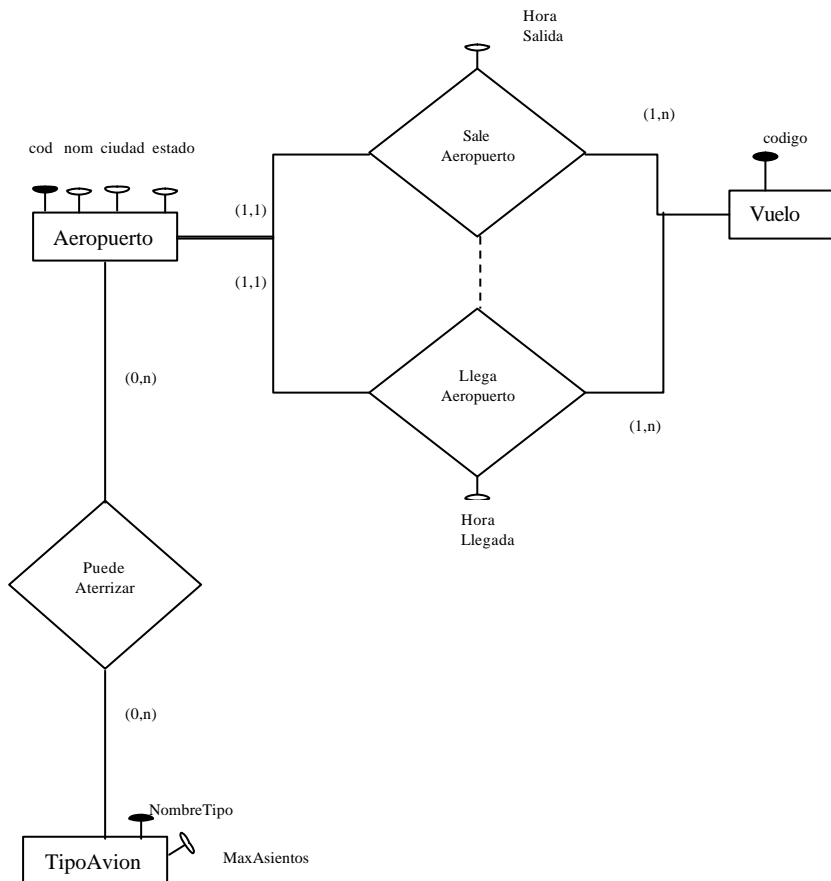 Hora
Salida
Sale
Aeropuerto
(1,n)
codigo
cod nom ciudad estado
(1,1)
Aeropuerto
Vuelo
(1,1)
(0,n)
Llega
Aeropuerto
(1,n)
Hora
Llegada
Puede
Aterrizar
(0,n)
NombreTipo
TipoAvion
MaxAsientos